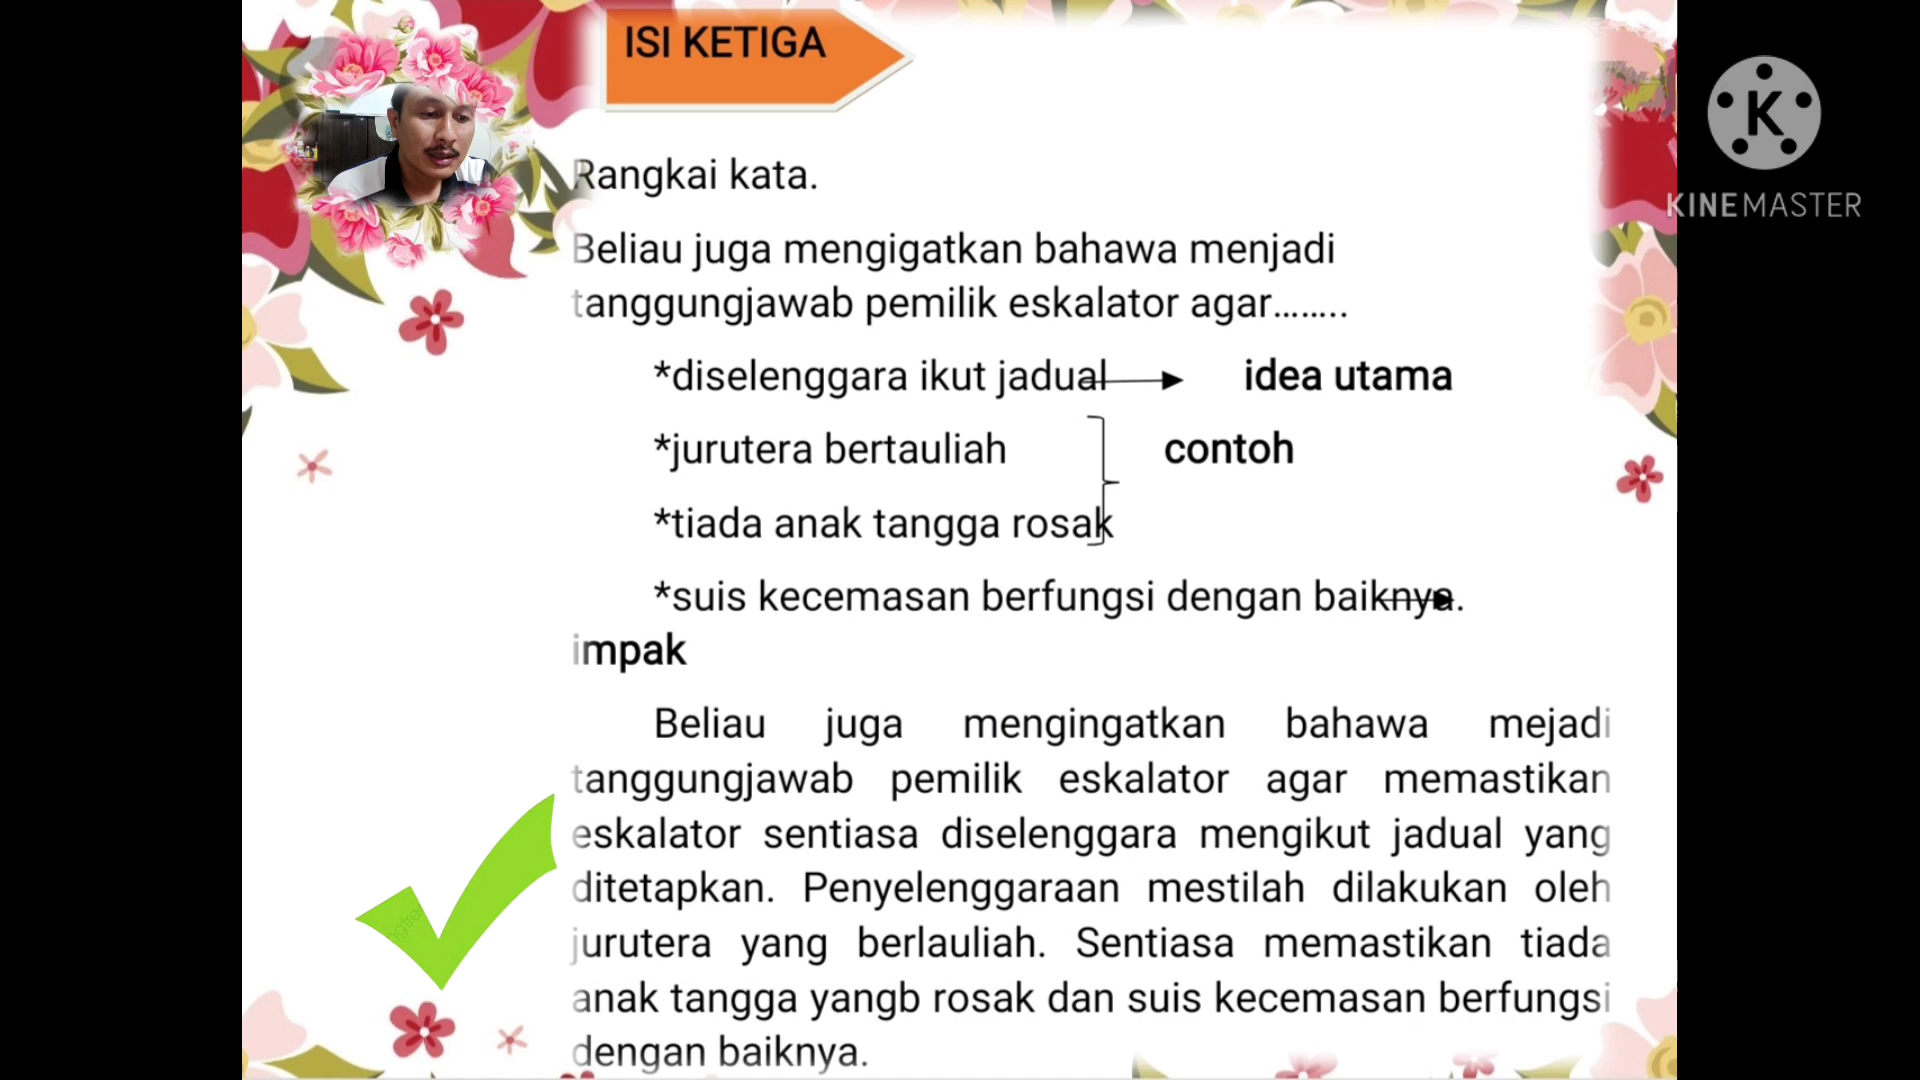 ISI KETIGA
K
KINEMASTER
Rangkai kata.
Beliau juga mengigatkan bahawa menjadi
tanggungjawab pemilik eskalator agar........
*diselenggara ikut jadual idea utama
*jurutera bertauliah contoh
*tiada anak tangga rosak
*suis kecemasan berfungsi dengan baiknya.
impak
Beliau juga mengingatkan bahawa mejadi
tanggungjawab pemilik eskalator agar memastikan
eskalator sentiasa diselenggara mengikut jadual yang
ditetapkan. Penyelenggaraan mestilah dilakukan oleh
jurutera yang berlauliah. Sentiasa memastikan tiada
anak tangga yangb rosak dan suis kecemasan berfungsi
dengan baiknya.